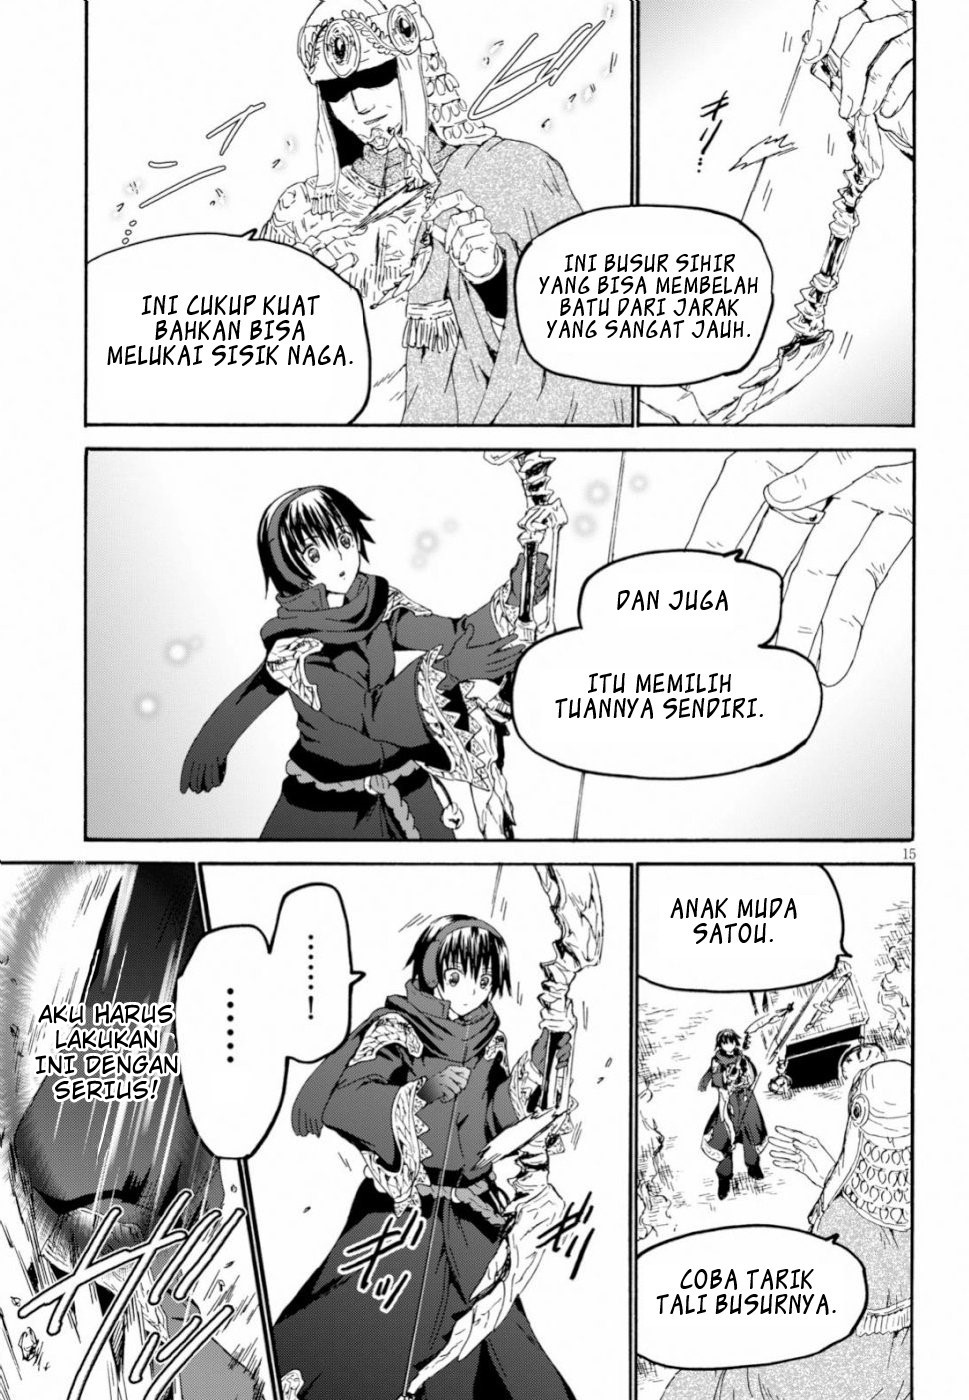 INI BUSUR SIHIR
YANG BISA MEMBELAH
BATU DARI JARAK
YANG SANGAT JAUH.
INI CUKUP KUAT
BAHKAN BISA
MELUKAI SISIK NAGA.
DAN JUGA
ITU MEMILIH
TUANNYA SENDIRI.
15
ANAK MUDA
SATOU.
COBA TARIK
TALI BUSURNYA.
......!
......
AKU HARUS
LAKUKAN
INI DENGAN
SERIUS!